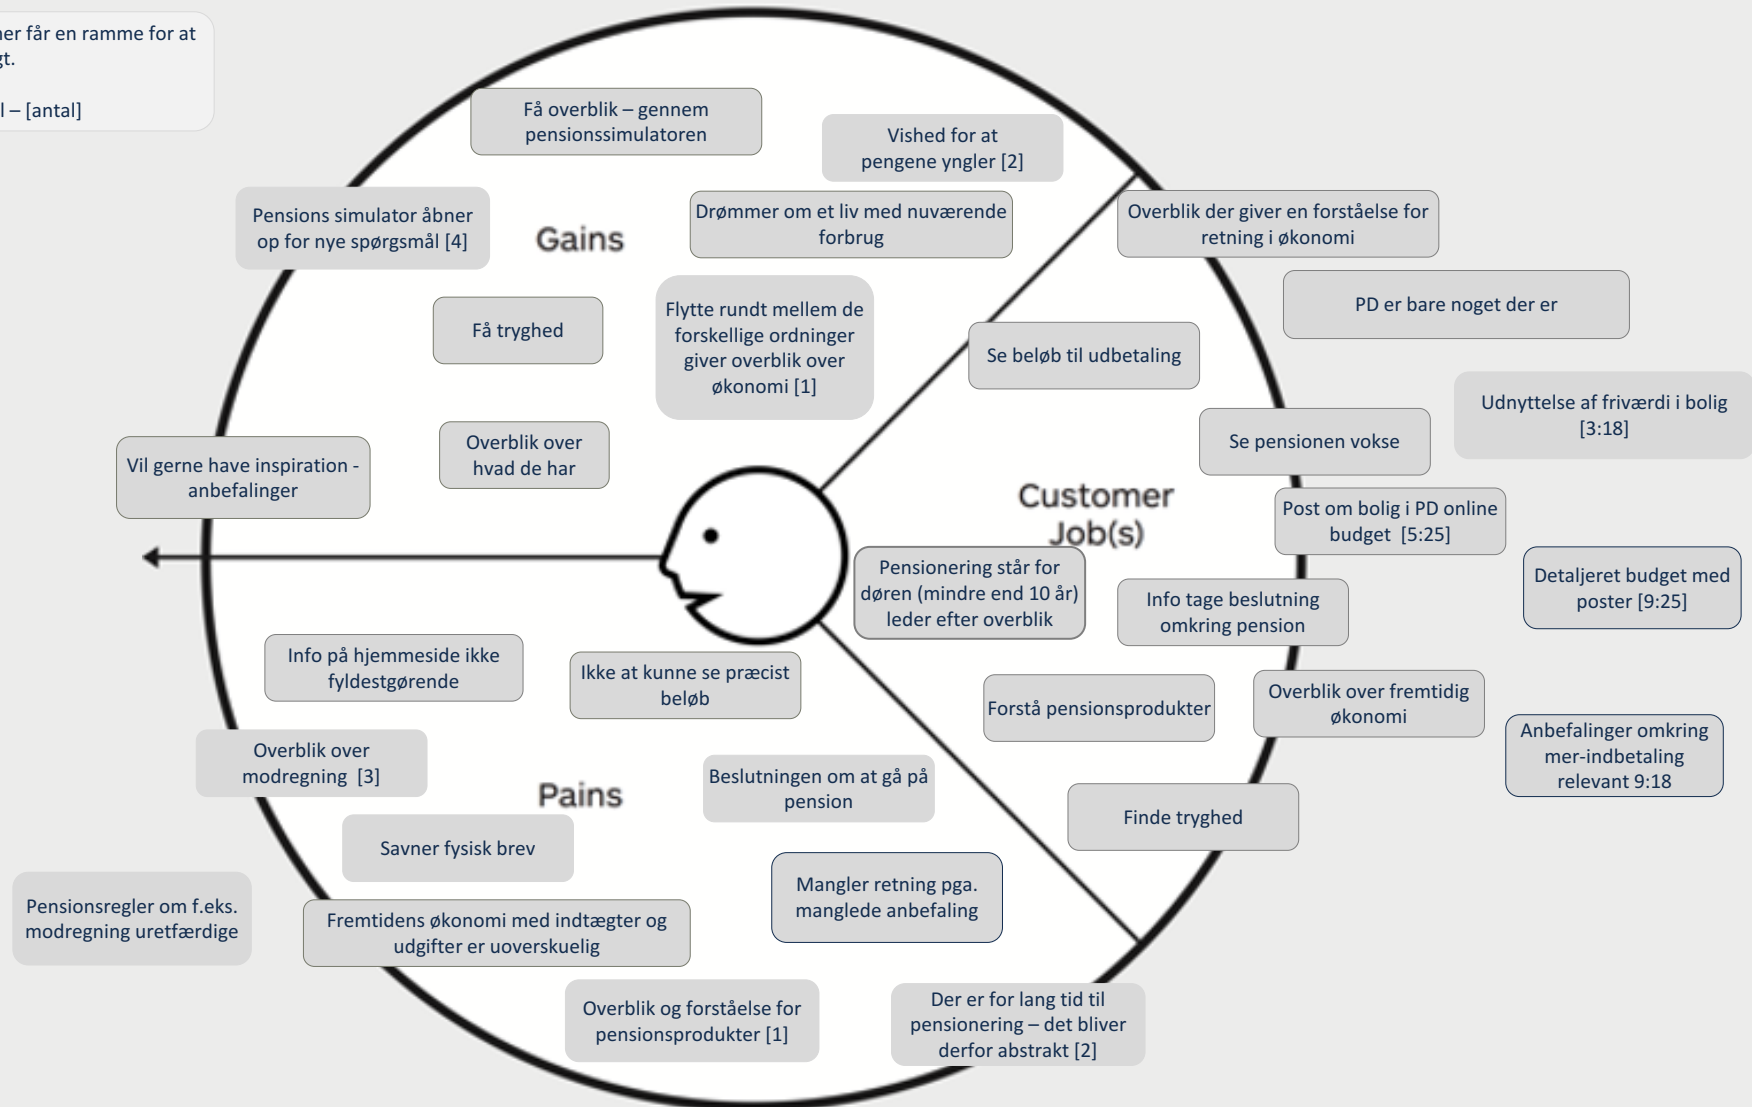 ner får en ramme for at
gt.
l – [antal]
Få overblik – gennem
pensionssimulatoren
Vished for at
pengene yngler [2]
Pensions simulator åbner
op for nye spørgsmål [4]
Gains
Drømmer om et liv med nuværende
forbrug
Overblik der giver en forståelse for
retning i økonomi
PD er bare noget der er
Få tryghed
Flytte rundt mellem de
forskellige ordninger
giver overblik over
økonomi [1]
Se beløb til udbetaling
Udnyttelse af friværdi i bolig
[3:18]
Se pensionen vokse
Vil gerne have inspiration -
anbefalinger
Overblik over
hvad de har
Customer
Job(s)
Post om bolig i PD online
budget [5:25]
Pensionering står for
døren (mindre end 10 år)
leder efter overblik
Info tage beslutning
omkring pension
Detaljeret budget med
poster [9:25]
Info på hjemmeside ikke
fyldestgørende
Ikke at kunne se præcist
beløb
Forstå pensionsprodukter
Overblik over fremtidig
økonomi
Anbefalinger omkring
mer-indbetaling
relevant 9:18
Overblik over
modregning [3]
Pains
Beslutningen om at gå på
pension
Finde tryghed
Savner fysisk brev
Mangler retning pga.
manglede anbefaling
Pensionsregler om f.eks.
modregning uretfærdige
Fremtidens økonomi med indtægter og
udgifter er uoverskuelig
Overblik og forståelse for
pensionsprodukter [1]
Der er for lang tid til
pensionering – det bliver
derfor abstrakt [2]